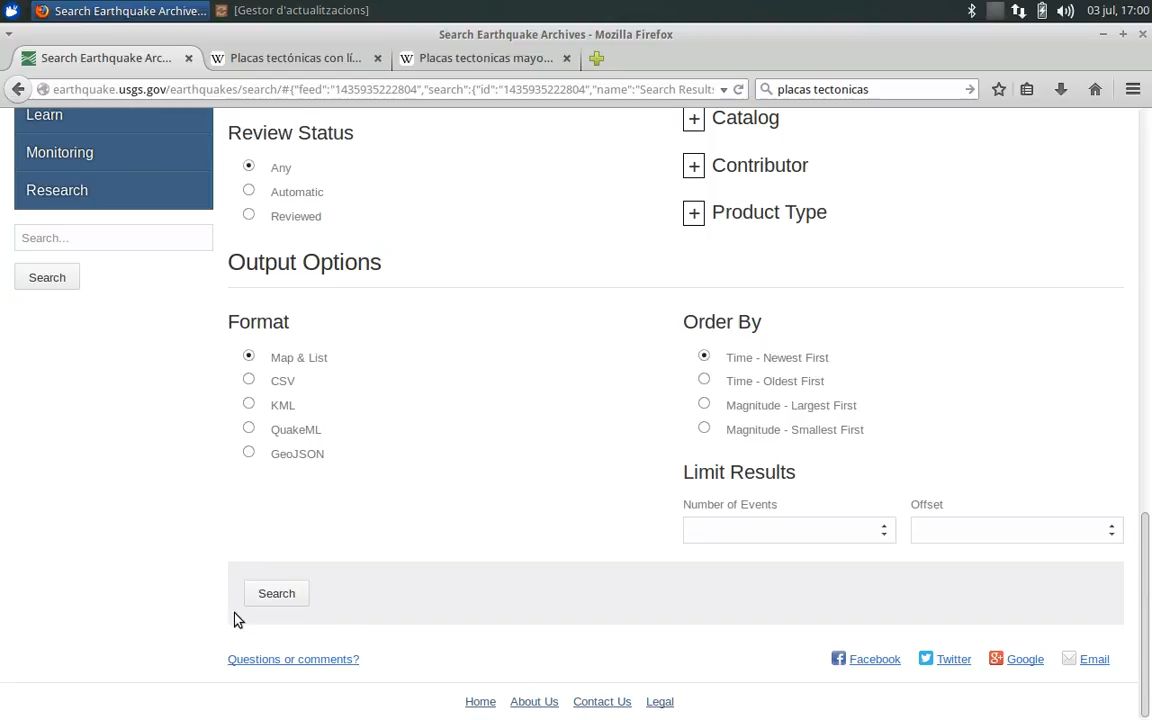 Search Earthquake Archive...
[Gestor d'actualitzacions]
03 jul, 17:00
Search Earthquake Archives - Mozilla Firefox
Search Earthquake Arc...
Placas tectónicas con lí...
Placas tectonicas mayo...
earthquake.usgs.gov/earthquakes/search/#{"feed":"1435935222804","search":{"id":"1435935222804","name":"Search Results
placas tectonicas
Learn
Monitoring
Research
Search...
Search
Review Status
Any
Automatic
Reviewed
+ Catalog
+ Contributor
+ Product Type
Output Options
Format
Map & List
CSV
KML
QuakeML
GeoJSON
Order By
Time - Newest First
Time - Oldest First
Magnitude - Largest First
Magnitude - Smallest First
Limit Results
Number of Events
Offset
Search
Questions or comments?
Facebook
Twitter
Google
Email
Home
About Us
Contact Us
Legal